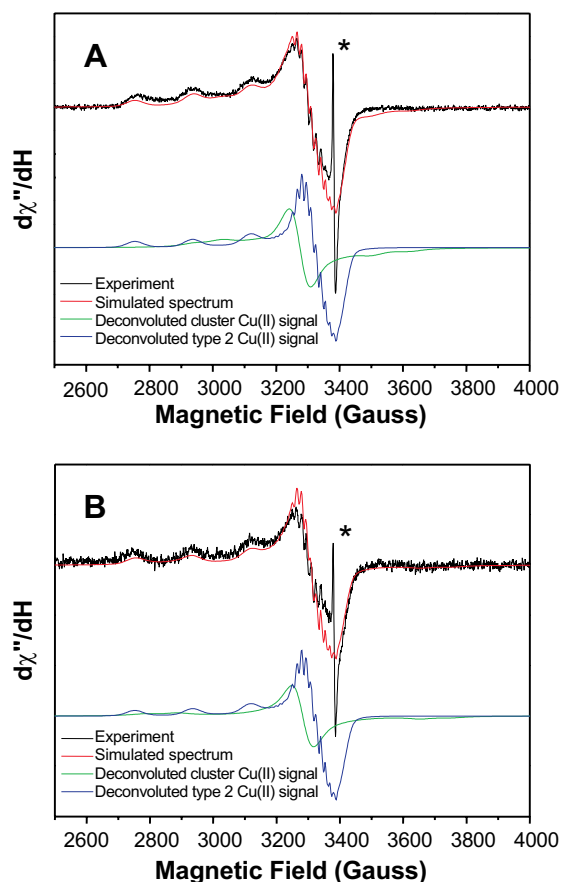 A
*
dχ"/dH
Experiment
Simulated spectrum
Deconvoluted cluster Cu(II) signal
Deconvoluted type 2 Cu(II) signal
2600 2800 3000 3200 3400 3600 3800 4000
Magnetic Field (Gauss)
B
*
dχ"/dH
Experiment
Simulated spectrum
Deconvoluted cluster Cu(II) signal
Deconvoluted type 2 Cu(II) signal
2600 2800 3000 3200 3400 3600 3800 4000
Magnetic Field (Gauss)